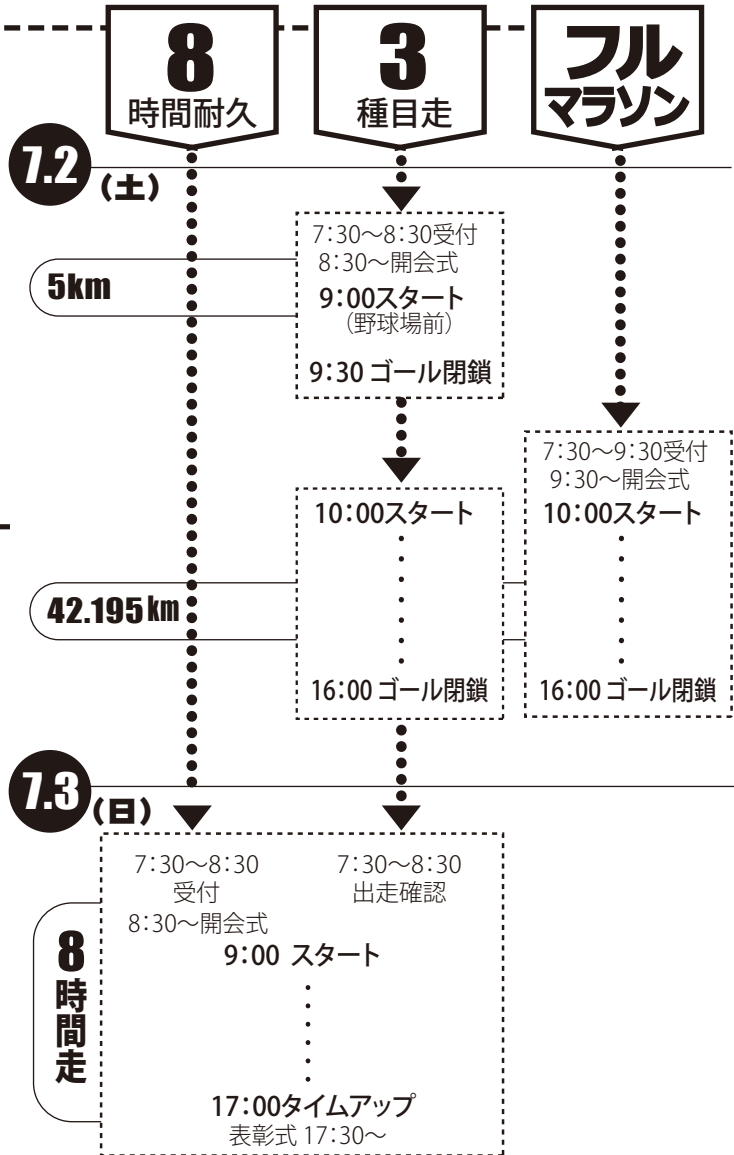 8
時間耐久
3
種目走
フル
マラソン
7.2
(土)
5km
7:30〜8:30受付
8:30〜開会式
9:00スタート
(野球場前)
9:30 ゴール閉鎖
7:30〜9:30受付
9:30〜開会式
10:00スタート
10:00スタート
42.195km
16:00 ゴール閉鎖
16:00 ゴール閉鎖
7.3
(日)
8時間走
7:30〜8:30
受付
8:30〜開会式
7:30〜8:30
出走確認
9:00 スタート
17:00タイムアップ
表彰式 17:30〜